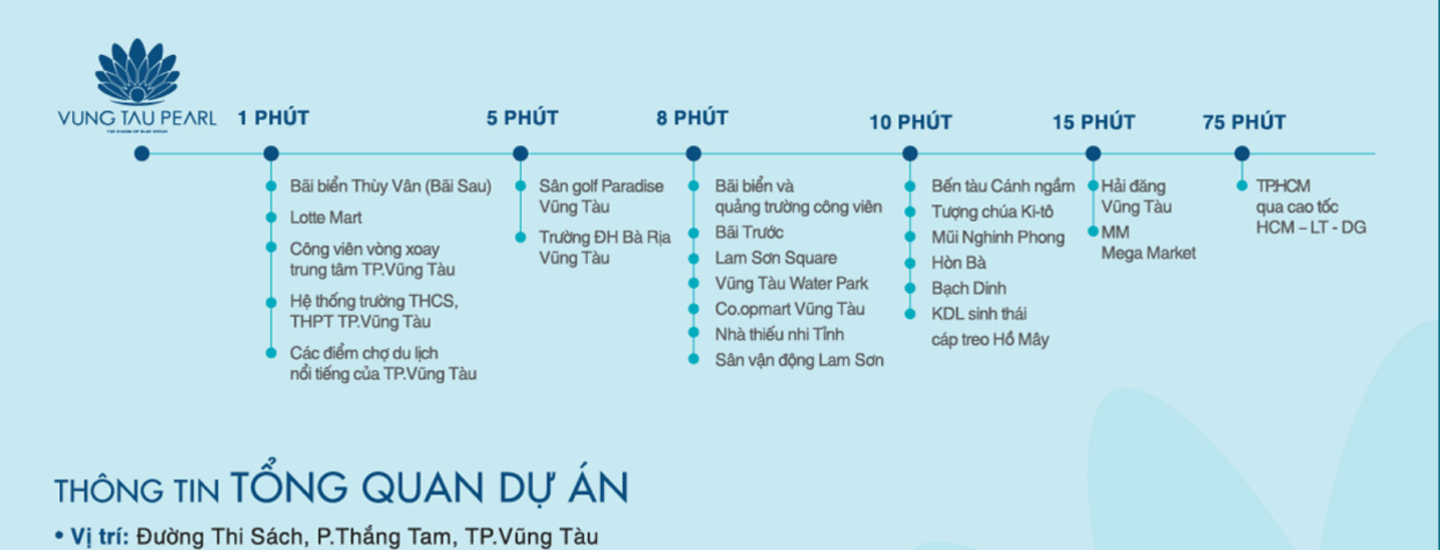 VUNG TAU PEARL
1 PHÚT
Bãi biển Thùy Vân (Bãi Sau)
Lotte Mart
Công viên vòng xoay
trung tâm TP.Vũng Tàu
Hệ thống trường THCS,
THPT TP.Vũng Tàu
Các điểm chợ du lịch
nổi tiếng của TP.Vũng Tàu
5 PHÚT
Sân golf Paradise
Vũng Tàu
Trường ĐH Bà Rịa
Vũng Tàu
8 PHÚT
Bãi biển và
quảng trường công viên
Bãi Trước
Lam Sơn Square
Vũng Tàu Water Park
Co.opmart Vũng Tàu
Nhà thiếu nhi Tỉnh
Sân vận động Lam Sơn
10 PHÚT
Bến tàu Cánh ngầm
Tượng chúa Ki-tô
Mũi Nghinh Phong
Hòn Bà
Bạch Dinh
KDL sinh thái
cáp treo Hồ Mây
15 PHÚT
Hải đăng
Vũng Tàu
MM
Mega Market
75 PHÚT
TP.HCM
qua cao tốc
HCM – LT - DG
THÔNG TIN TỔNG QUAN DỰ ÁN
• Vị trí: Đường Thi Sách, P.Thắng Tam, TP.Vũng Tàu